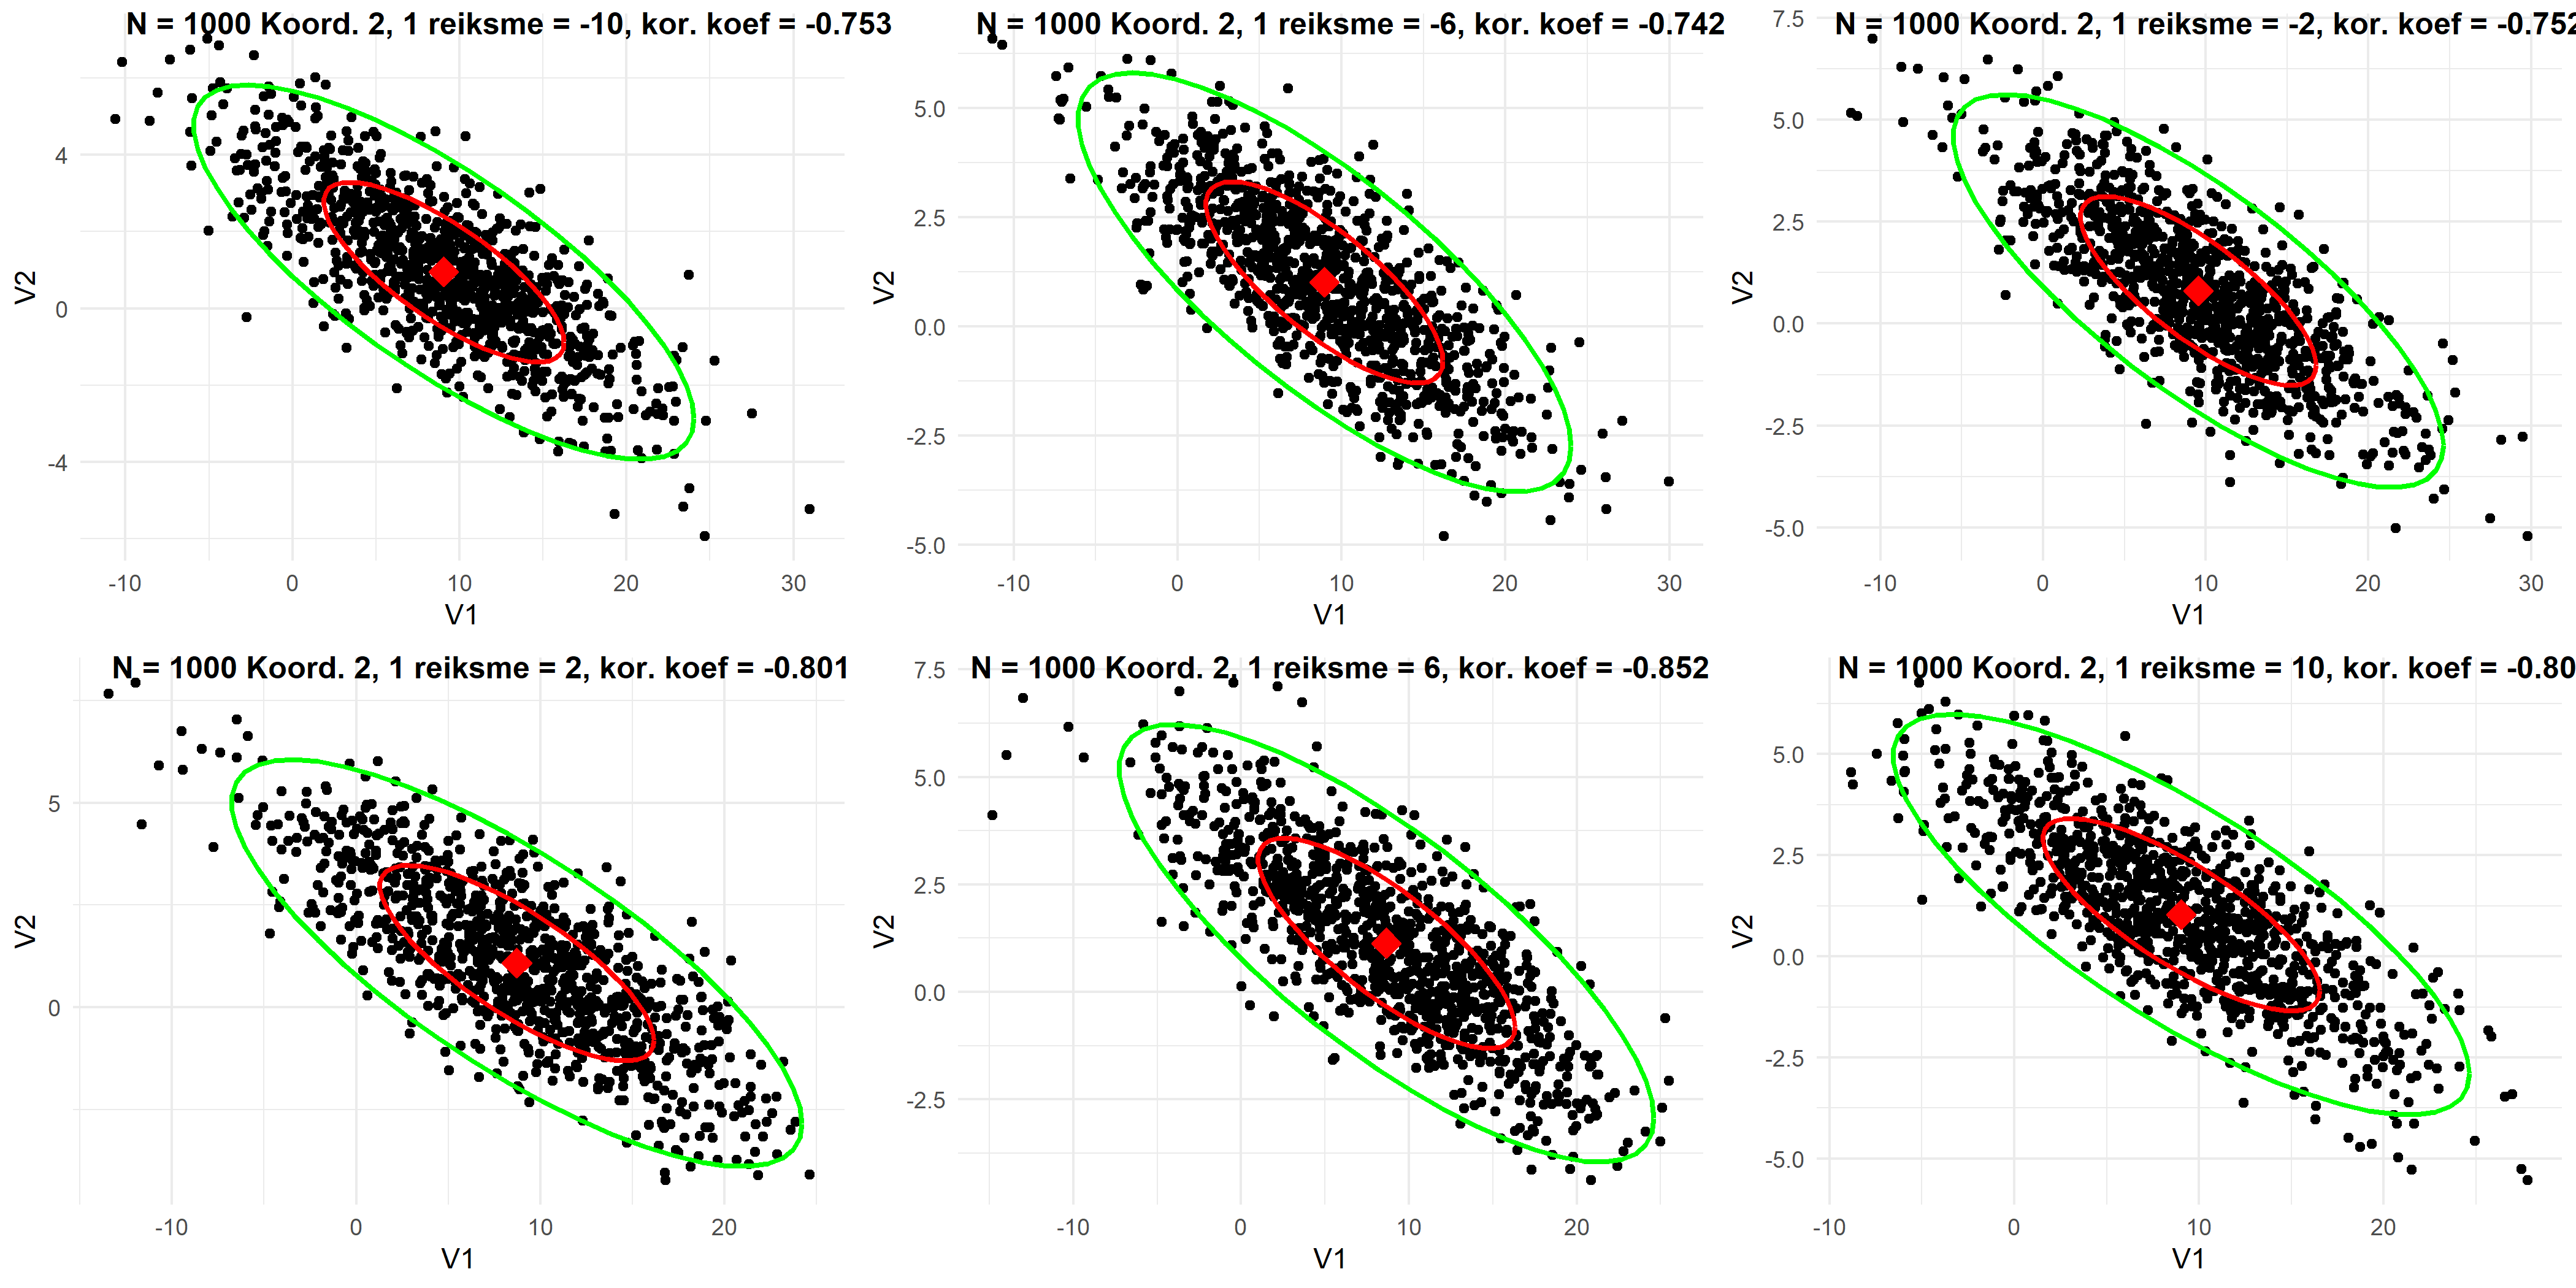 N = 1000 Koord. 2, 1 reiksme = -10, kor. koef = -0.753
V2
4
0
-4
-10 0 10 20 30
V1
N = 1000 Koord. 2, 1 reiksme = -6, kor. koef = -0.742
V2
5.0
2.5
0.0
-2.5
-5.0
-10 0 10 20 30
V1
N = 1000 Koord. 2, 1 reiksme = -2, kor. koef = -0.752
V2
7.5
5.0
2.5
0.0
-2.5
-5.0
-10 0 10 20 30
V1
N = 1000 Koord. 2, 1 reiksme = 2, kor. koef = -0.801
V2
5
0
-10 0 10 20
V1
N = 1000 Koord. 2, 1 reiksme = 6, kor. koef = -0.852
V2
7.5
5.0
2.5
0.0
-2.5
-10 0 10 20
V1
N = 1000 Koord. 2, 1 reiksme = 10, kor. koef = -0.80
V2
5.0
2.5
0.0
-2.5
-5.0
-10 0 10 20
V1